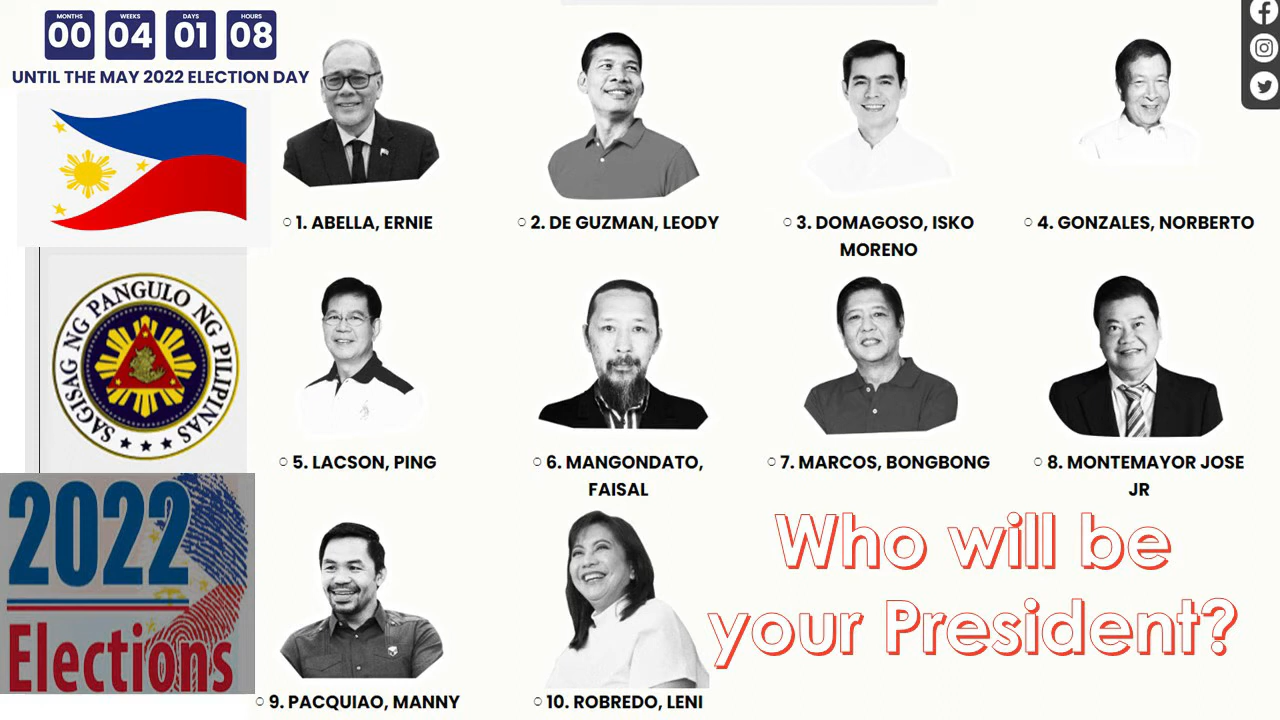 MONTHS WEEKS DAYS HOURS
00 04 01 08
UNTIL THE MAY 2022 ELECTION DAY
1. ABELLA, ERNIE
2. DE GUZMAN, LEODY
3. DOMAGOSO, ISKO
MORENO
4. GONZALES, NORBERTO
SAGISAG NG PANGULO NG PILIPINAS
5. LACSON, PING
6. MANGONDATO,
FAISAL
7. MARCOS, BONGBONG
8. MONTEMAYOR JOSE
JR
2022
Elections
9. PACQUIAO, MANNY
10. ROBREDO, LENI
Who will be
your President?